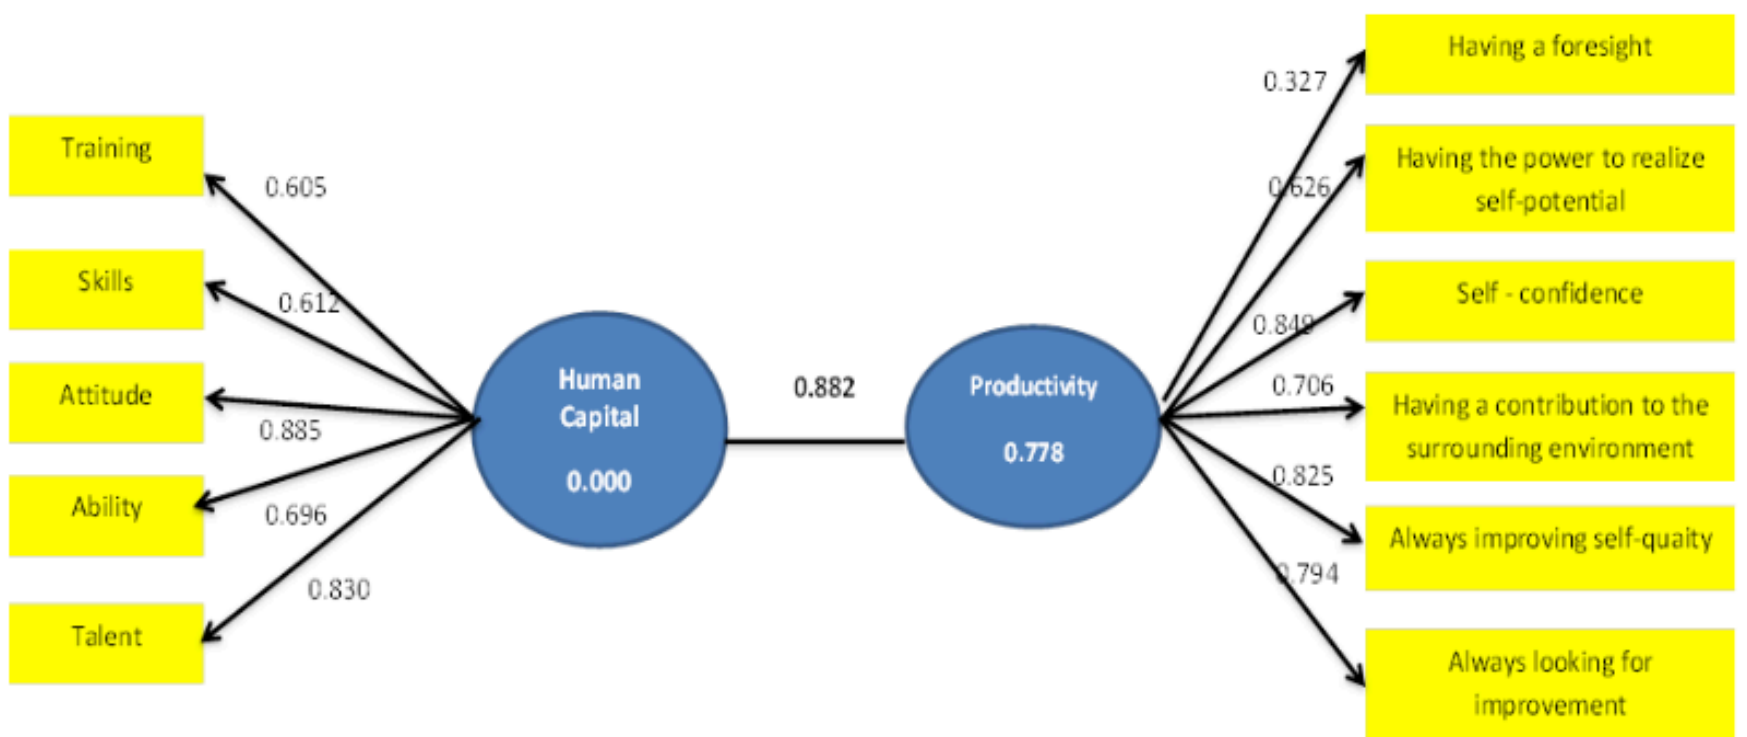 Training
Skills
Attitude
Ability
Talent
0.605
0.612
0.885
0.696
0.830
Human
Capital
0.000
0.882
Productivity
0.778
0.327
0.626
0.849
0.706
0.825
0.794
Having a foresight
Having the power to realize
self-potential
Self - confidence
Having a contribution to the
surrounding environment
Always improving self-quaity
Always looking for
improvement